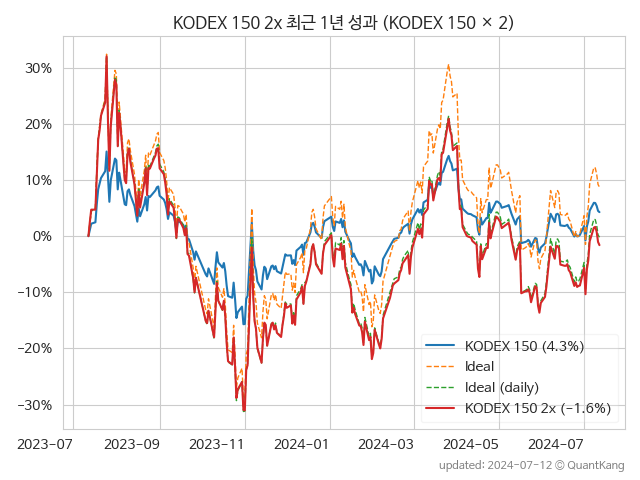 KODEX 150 2x 최근 1년 성과 (KODEX 150 × 2)
30%
20%
10%
0%
−10%
−20%
−30%
KODEX 150 (4.3%)
Ideal
Ideal (daily)
KODEX 150 2x (−1.6%)
2023-07 2023-09 2023-11 2024-01 2024-03 2024-05 2024-07
updated: 2024-07-12 © QuantKang